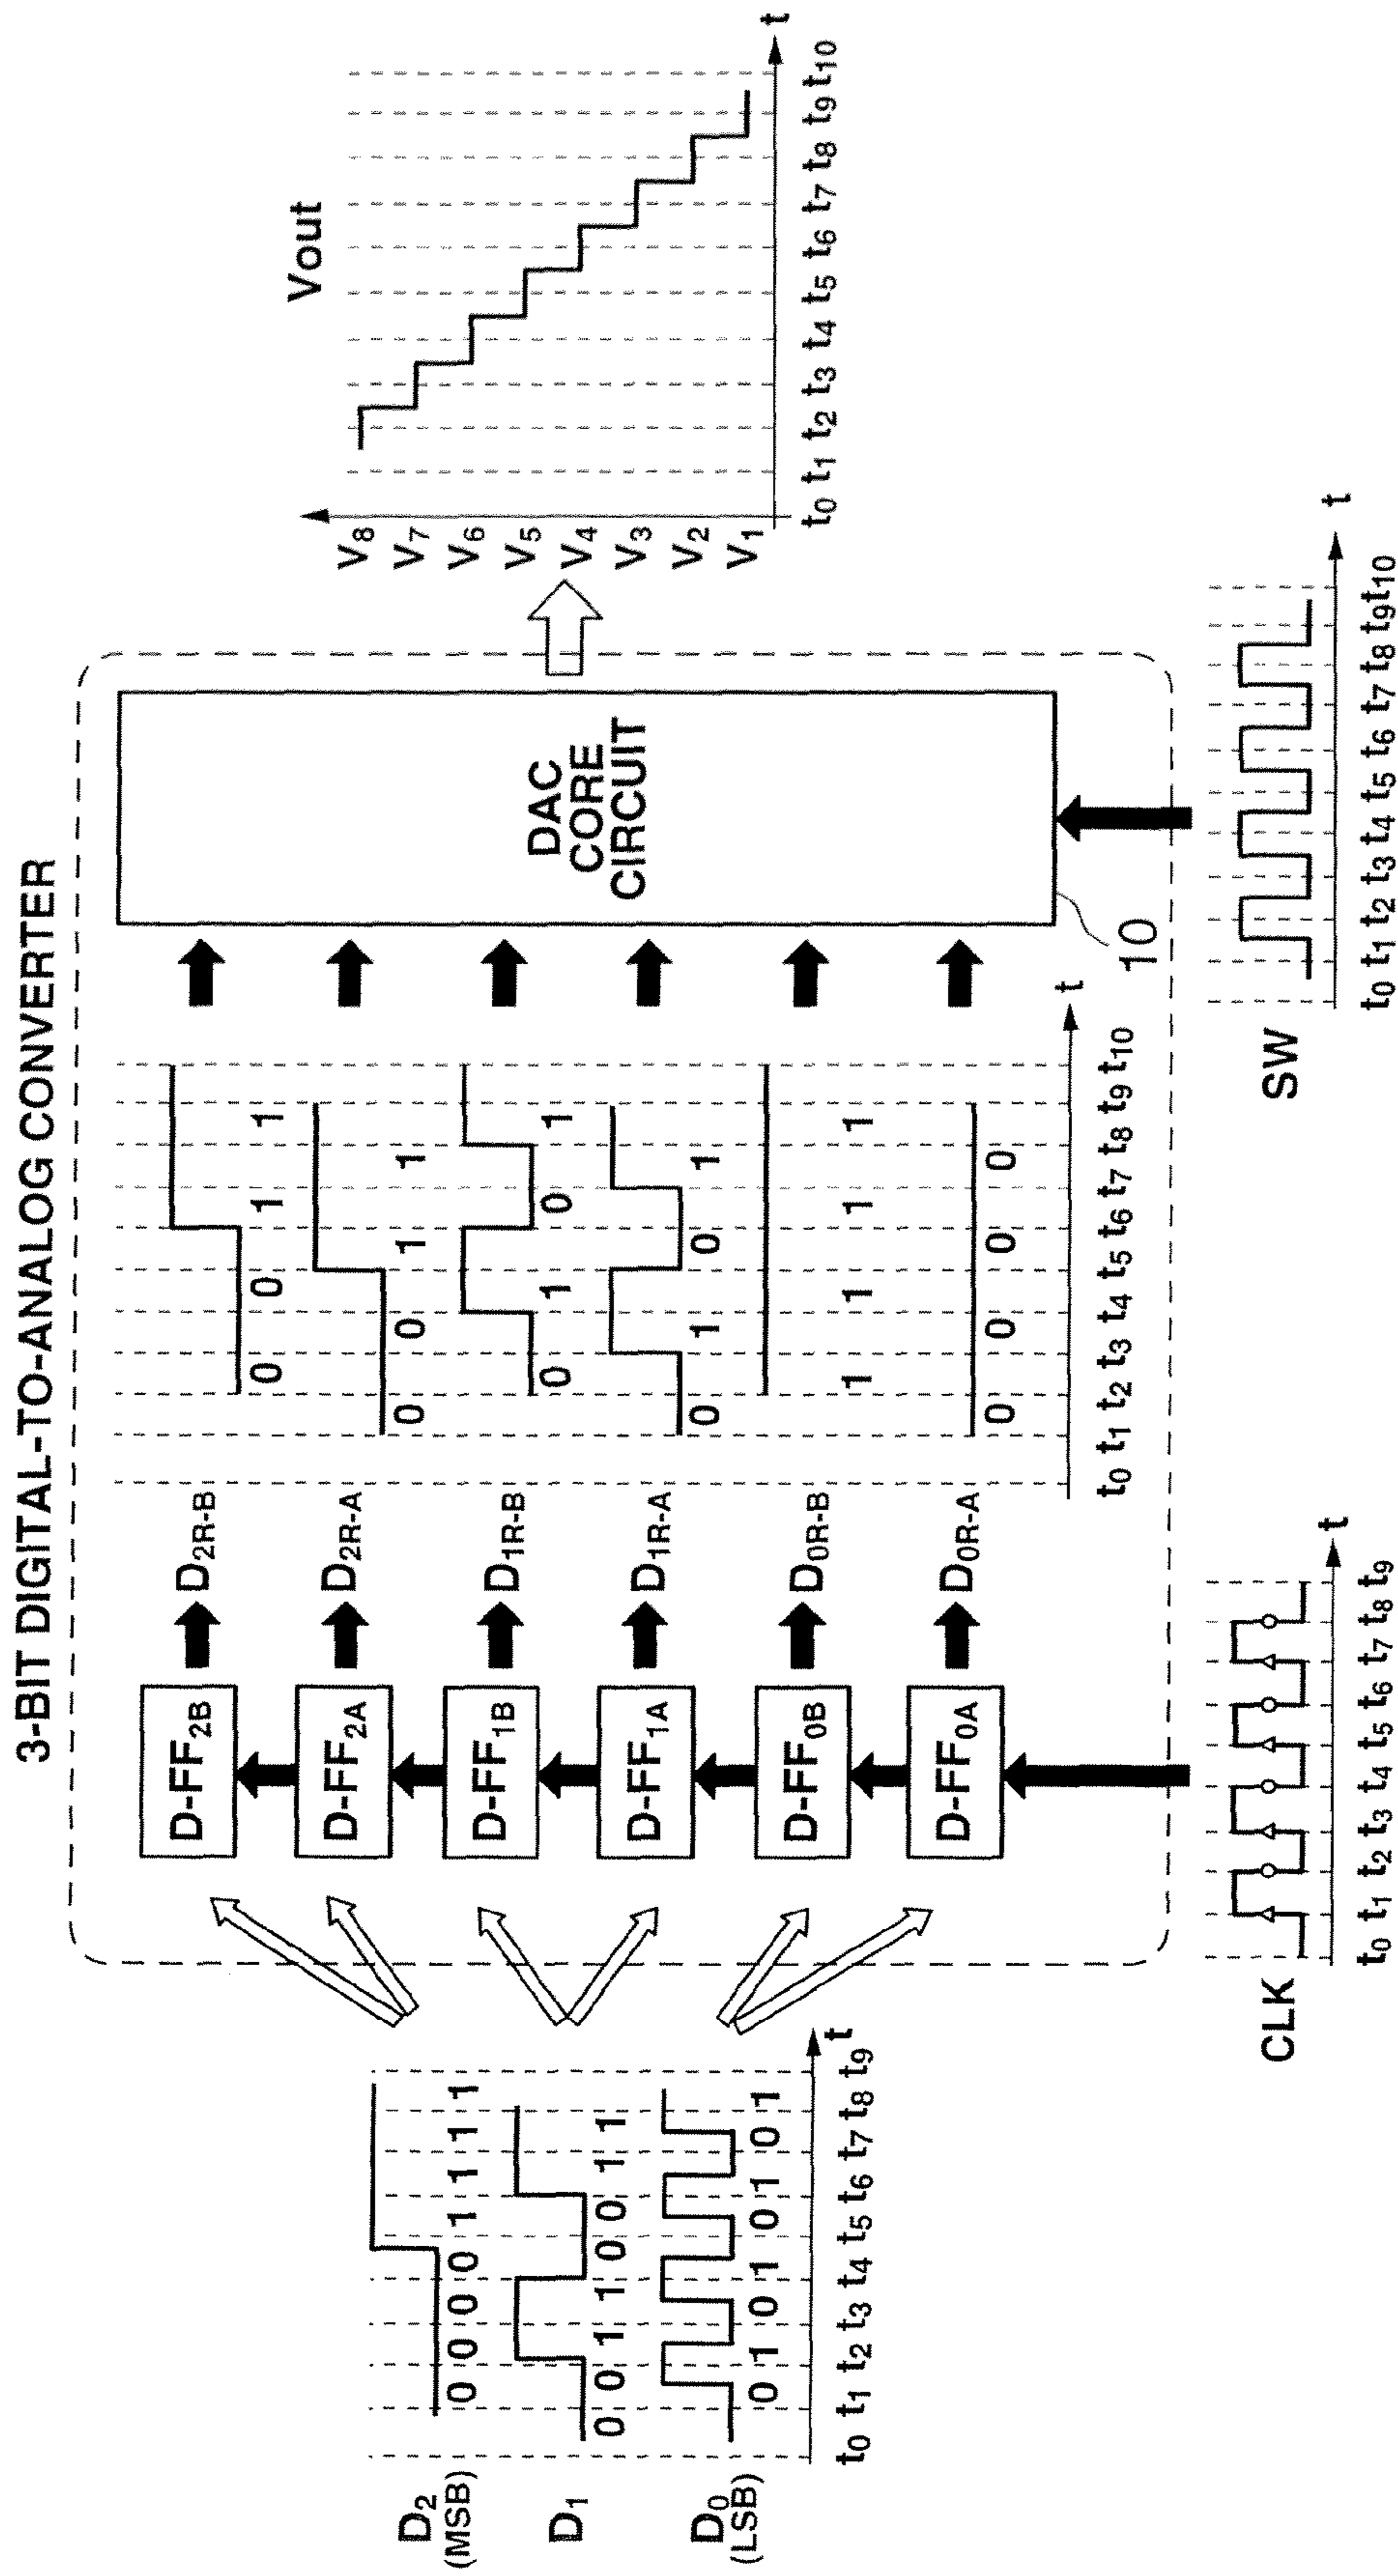 3-BIT DIGITAL-TO-ANALOG CONVERTER
D2
(MSB)
0 0 0 0 1 1 1 1
D1
0 0 1 1 0 0 1 1
D0
(LSB)
0 1 0 1 0 1 0 1
t0 t1 t2 t3 t4 t5 t6 t7 t8 t9
t
D-FF2B
D-FF2A
D-FF1B
D-FF1A
D-FF0B
D-FF0A
D2R-B
D2R-A
D1R-B
D1R-A
D0R-B
D0R-A
0 0 1 1
0 0 1 1
0 1 0 1
0 1 0 1
1 1 1 1
0 0 0 0
t0 t1 t2 t3 t4 t5 t6 t7 t8 t9 t10
t
DAC
CORE
CIRCUIT
10
Vout
V8
V7
V6
V5
V4
V3
V2
V1
t0 t1 t2 t3 t4 t5 t6 t7 t8 t9 t10
t
CLK
t0 t1 t2 t3 t4 t5 t6 t7 t8 t9
t
SW
t0 t1 t2 t3 t4 t5 t6 t7 t8 t9 t10
t